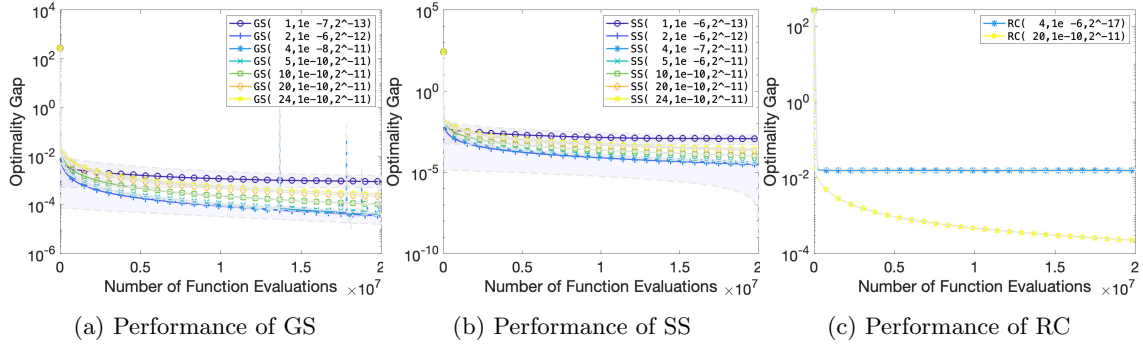 10^4
10^2
10^0
10^-2
10^-4
10^-6
Optimality Gap
GS( 1,1e -7,2^-13)
GS( 2,1e -6,2^-12)
GS( 4,1e -8,2^-11)
GS( 5,1e-10,2^-11)
GS( 10,1e-10,2^-11)
GS( 20,1e-10,2^-11)
GS( 24,1e-10,2^-11)
0 0.5 1 1.5 2
Number of Function Evaluations ×10^7
(a) Performance of GS
10^5
10^0
10^-5
10^-10
Optimality Gap
SS( 1,1e -6,2^-13)
SS( 2,1e -6,2^-12)
SS( 4,1e -7,2^-11)
SS( 5,1e -6,2^-11)
SS( 10,1e-10,2^-11)
SS( 20,1e-10,2^-11)
SS( 24,1e-10,2^-11)
0 0.5 1 1.5 2
Number of Function Evaluations ×10^7
(b) Performance of SS
10^2
10^0
10^-2
10^-4
Optimality Gap
RC( 4,1e -6,2^-17)
RC( 20,1e-10,2^-11)
0 0.5 1 1.5 2
Number of Function Evaluations ×10^7
(c) Performance of RC